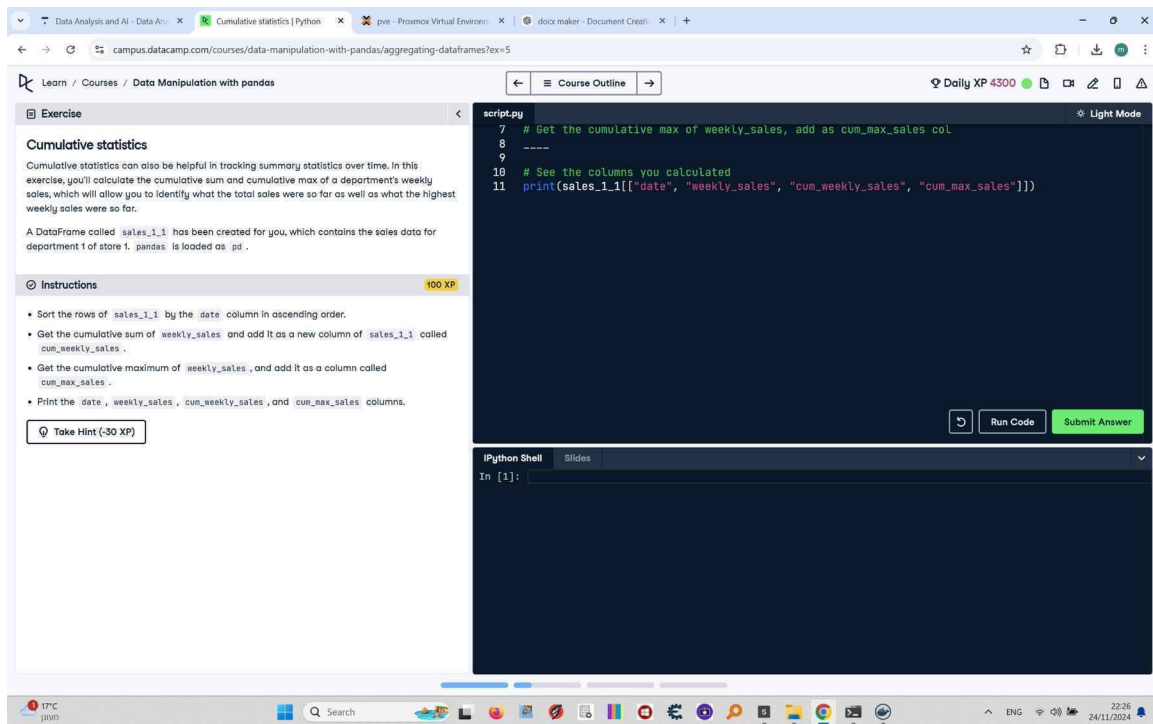 Data Analysis and AI - Data Ana
Cumulative statistics | Python
pve - Proxmox Virtual Environm
docx maker - Document Creatio
campus.datacamp.com/courses/data-manipulation-with-pandas/aggregating-dataframes?ex=5
m
Learn / Courses / Data Manipulation with pandas
Course Outline
Daily XP 4300
Exercise
Cumulative statistics
Cumulative statistics can also be helpful in tracking summary statistics over time. In this
exercise, you'll calculate the cumulative sum and cumulative max of a department's weekly
sales, which will allow you to identify what the total sales were so far as well as what the highest
weekly sales were so far.
A DataFrame called sales_1_1 has been created for you, which contains the sales data for
department 1 of store 1. pandas is loaded as pd .
Instructions
100 XP
• Sort the rows of sales_1_1 by the date column in ascending order.
• Get the cumulative sum of weekly_sales and add it as a new column of sales_1_1 called
cum_weekly_sales .
• Get the cumulative maximum of weekly_sales , and add it as a column called
cum_max_sales .
• Print the date , weekly_sales , cum_weekly_sales , and cum_max_sales columns.
Take Hint (-30 XP)
script.py
Light Mode
7 # Get the cumulative max of weekly_sales, add as cum_max_sales col
8 ____
9
10 # See the columns you calculated
11 print(sales_1_1[["date", "weekly_sales", "cum_weekly_sales", "cum_max_sales"]])
Run Code
Submit Answer
IPython Shell
Slides
In [1]:
1
17°C
מעונן
Search
ENG
22:26
24/11/2024